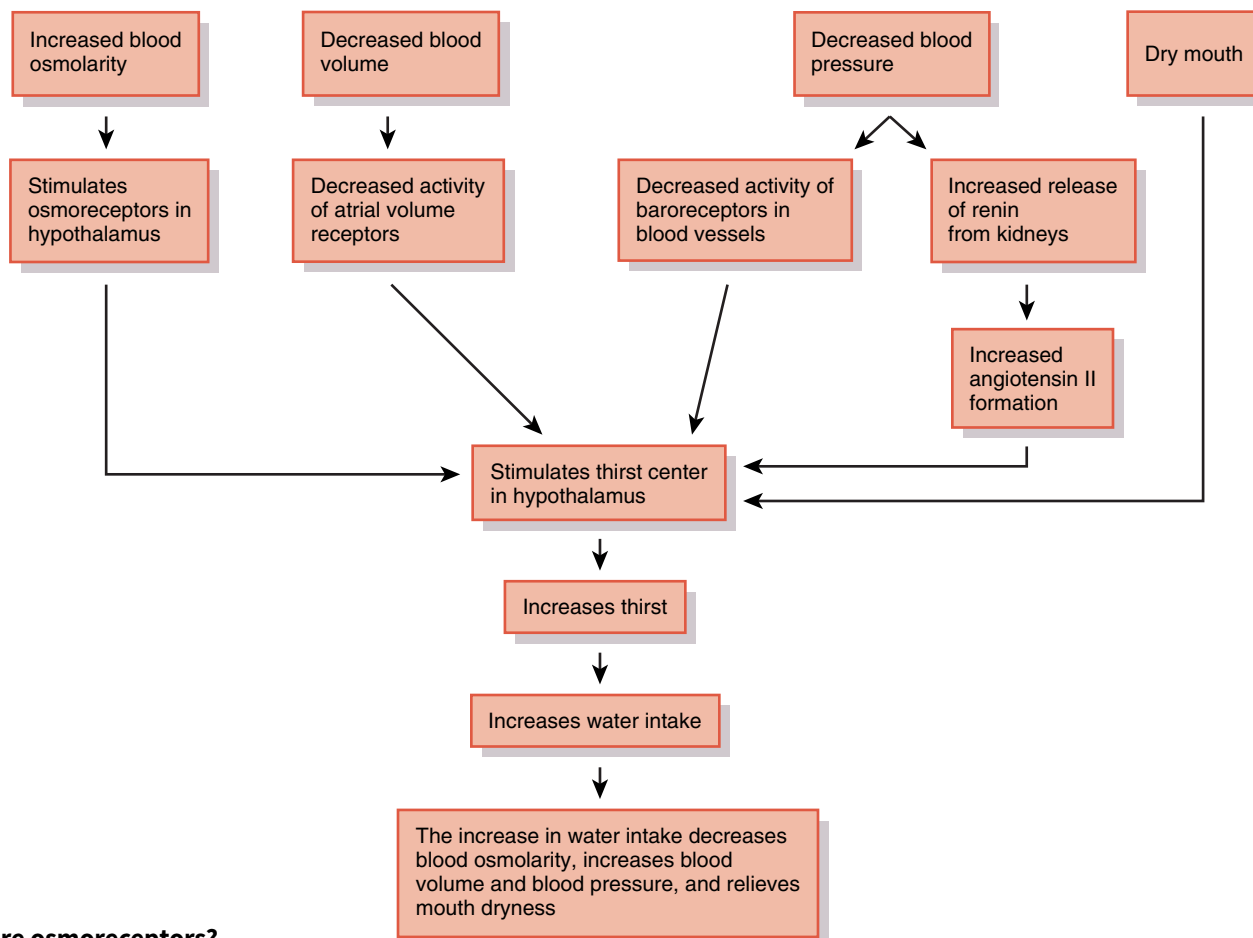 Increased blood
osmolarity
Decreased blood
volume
Decreased blood
pressure
Dry mouth
Stimulates
osmoreceptors in
hypothalamus
Decreased activity
of atrial volume
receptors
Decreased activity of
baroreceptors in
blood vessels
Increased release
of renin
from kidneys
Increased
angiotensin II
formation
Stimulates thirst center
in hypothalamus
Increases thirst
Increases water intake
The increase in water intake decreases
blood osmolarity, increases blood
volume and blood pressure, and relieves
mouth dryness
osmoreceptors?